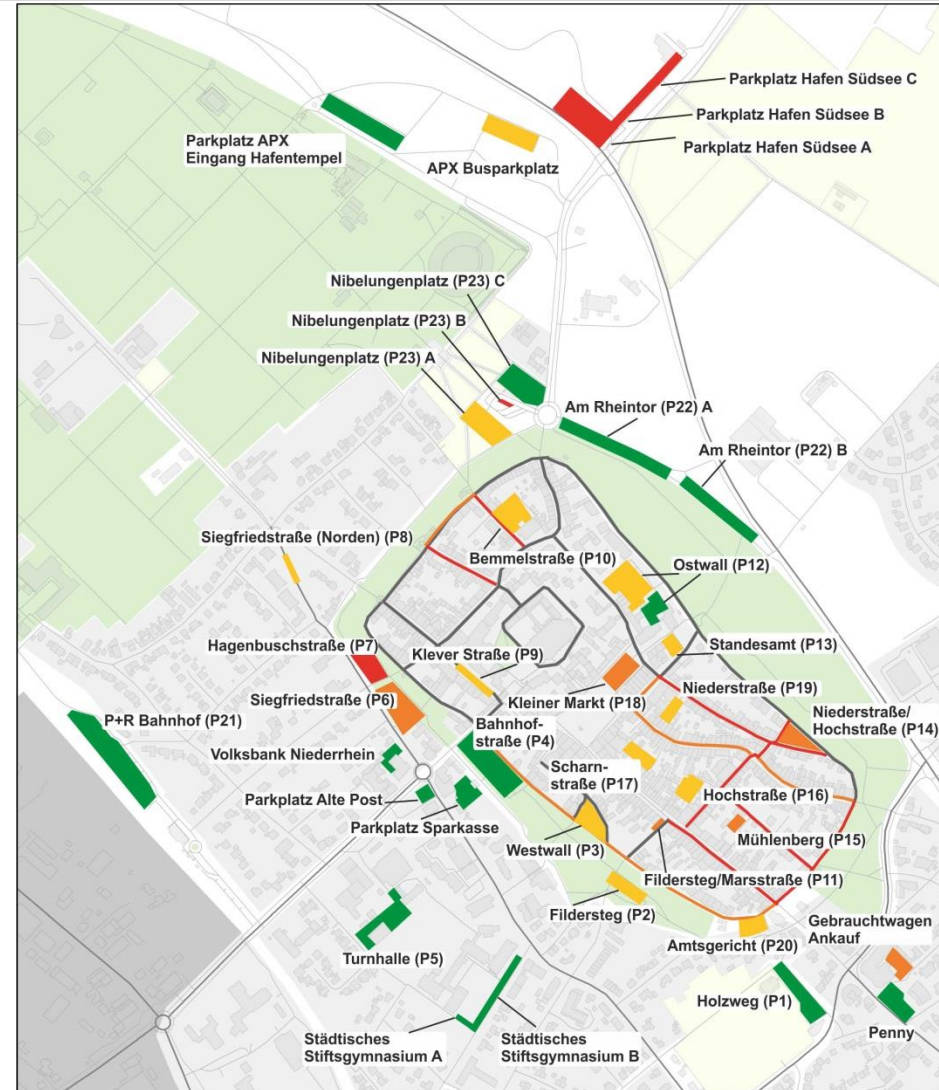 Parkplatz Hafen Südsee C
Parkplatz Hafen Südsee B
Parkplatz Hafen Südsee A
Parkplatz APX
Eingang Hafentempel
APX Busparkplatz
Nibelungenplatz (P23) C
Nibelungenplatz (P23) B
Nibelungenplatz (P23) A
Am Rheintor (P22) A
Am Rheintor (P22) B
Siegfriedstraße (Norden) (P8)
Bemmelstraße (P10)
Ostwall (P12)
Standesamt (P13)
Hagenbuschstraße (P7)
Klever Straße (P9)
Kleiner Markt (P18)
Niederstraße (P19)
Siegfriedstraße (P6)
P+R Bahnhof (P21)
Bahnhof-
straße (P4)
Niederstraße/
Hochstraße (P14)
Volksbank Niederrhein
Scharn-
straße (P17)
Hochstraße (P16)
Parkplatz Alte Post
Parkplatz Sparkasse
Mühlenberg (P15)
Westwall (P3)
Fildersteg/Marsstraße (P11)
Fildersteg (P2)
Gebrauchtwagen
Ankauf
Amtsgericht (P20)
Turnhalle (P5)
Holzweg (P1)
Penny
Städtisches
Stiftsgymnasium A
Städtisches
Stiftsgymnasium B